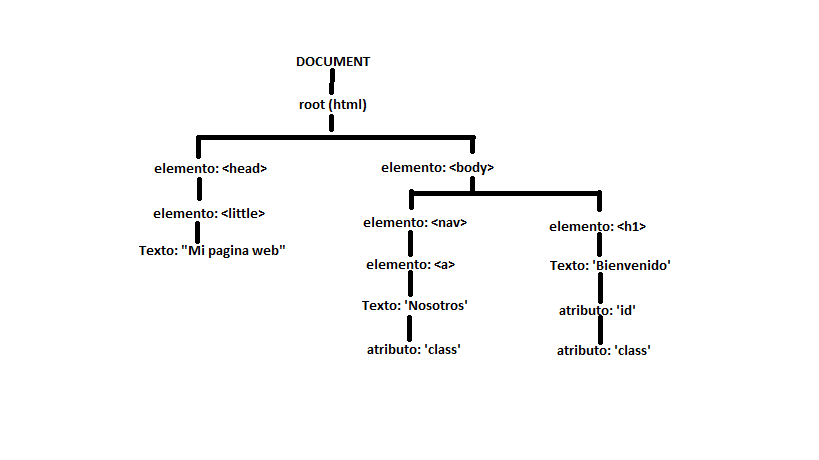 DOCUMENT
root (html)
elemento: <head>
elemento: <body>
elemento: <little>
elemento: <nav>
elemento: <h1>
Texto: "Mi pagina web"
elemento: <a>
Texto: 'Bienvenido'
Texto: 'Nosotros'
atributo: 'id'
atributo: 'class'
atributo: 'class'